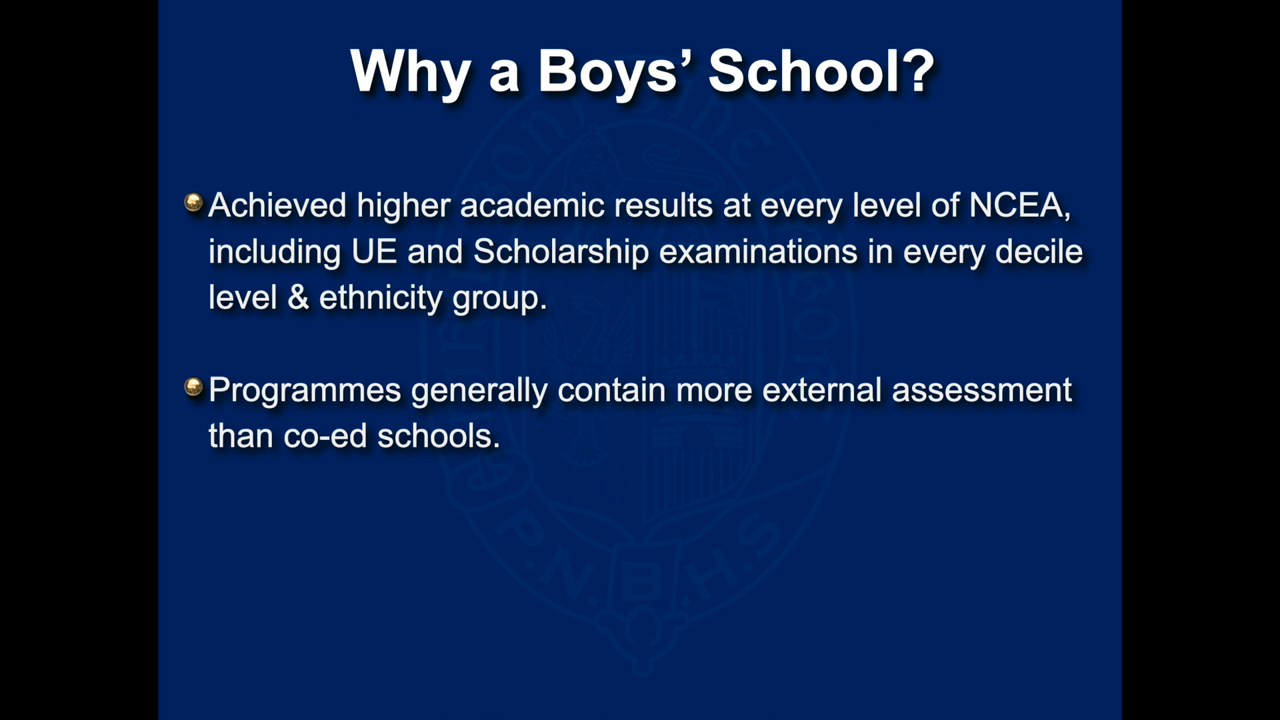 Why a Boys’ School?
Achieved higher academic results at every level of NCEA,
including UE and Scholarship examinations in every decile
level & ethnicity group.
Programmes generally contain more external assessment
than co-ed schools.
P.N.B.H.S